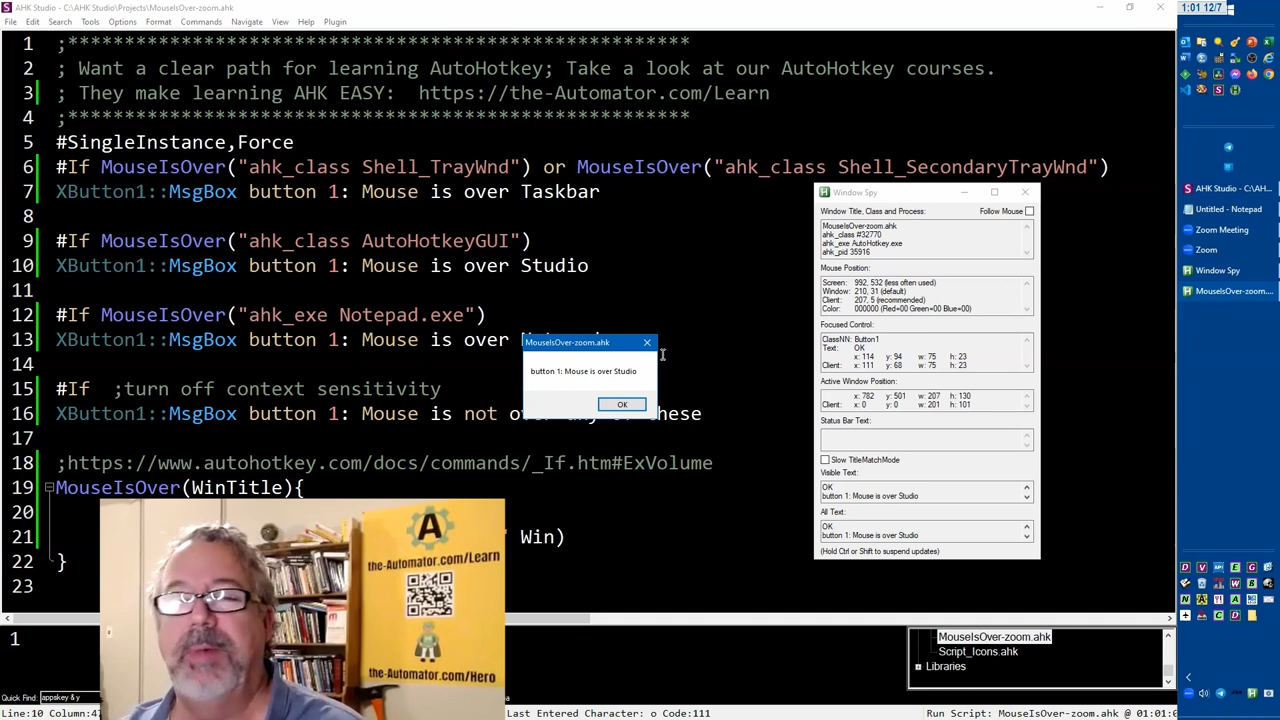 AHK Studio - C:\AHK Studio\Projects\MouseIsOver-zoom.ahk
File Edit Search Tools Options Format Commands Navigate View Help Plugin
1 ;********************************************************
2 ; Want a clear path for learning AutoHotkey; Take a look at our AutoHotkey courses.
3 ; They make learning AHK EASY:  https://the-Automator.com/Learn
4 ;********************************************************
5 #SingleInstance,Force
6 #If MouseIsOver("ahk_class Shell_TrayWnd") or MouseIsOver("ahk_class Shell_SecondaryTrayWnd")
7 XButton1::MsgBox button 1: Mouse is over Taskbar
8
9 #If MouseIsOver("ahk_class AutoHotkeyGUI")
10 XButton1::MsgBox button 1: Mouse is over Studio
11
12 #If MouseIsOver("ahk_exe Notepad.exe")
13 XButton1::MsgBox button 1: Mouse is over
14
15 #If  ;turn off context sensitivity
16 XButton1::MsgBox button 1: Mouse is not these
17
18 ;https://www.autohotkey.com/docs/commands/_If.htm#ExVolume
19 MouseIsOver(WinTitle){
20
21 Win)
22 }
23
MouseIsOver-zoom.ahk
button 1: Mouse is over Studio
OK
Window Spy
Window Title, Class and Process:
Follow Mouse
MouseIsOver-zoom.ahk
ahk_class #32770
ahk_exe AutoHotkey.exe
ahk_pid 35916
Mouse Position:
Screen: 992, 532 (less often used)
Window: 210, 31 (default)
Client: 207, 5 (recommended)
Color: 000000 (Red=00 Green=00 Blue=00)
Focused Control:
ClassNN: Button1
Text: OK
x: 114 y: 94 w: 75 h: 23
Client: x: 111 y: 68 w: 75 h: 23
Active Window Position:
x: 782 y: 501 w: 207 h: 130
Client: x: 0 y: 0 w: 201 h: 101
Status Bar Text:
Slow TitleMatchMode
Visible Text:
OK
button 1: Mouse is over Studio
All Text:
OK
button 1: Mouse is over Studio
(Hold Ctrl or Shift to suspend updates)
1:01 12/7
AHK Studio - C:\AH...
Untitled - Notepad
Zoom Meeting
Zoom
Window Spy
MouseIsOver-zoom....
A
the-Automator.com/Learn
the-Automator.com/Hero
1
MouseIsOver-zoom.ahk
Script_Icons.ahk
Libraries
Quick Find: appskey & y
Line:10 Column:47
Last Entered Character: o Code:111
Run Script: MouseIsOver-zoom.ahk @ 01:01:0